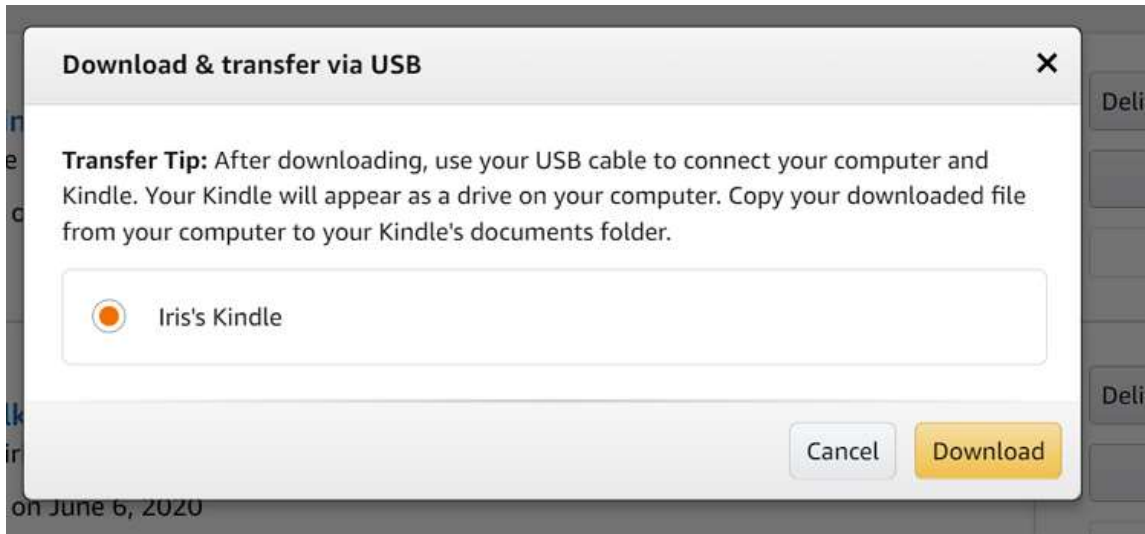 Download & transfer via USB
Deli
Transfer Tip: After downloading, use your USB cable to connect your computer and
Kindle. Your Kindle will appear as a drive on your computer. Copy your downloaded file
from your computer to your Kindle's documents folder.
Iris's Kindle
Deli
Cancel
Download
on June 6, 2020